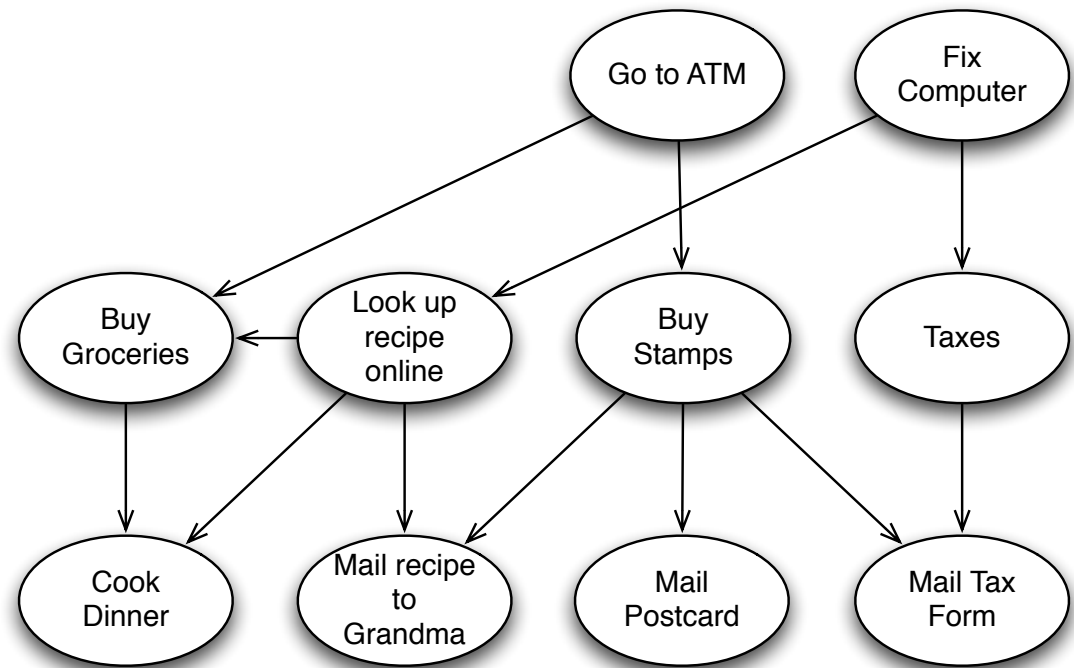 Go to ATM
Fix
Computer
Buy
Groceries
Look up
recipe
online
Buy
Stamps
Taxes
Cook
Dinner
Mail recipe
to
Grandma
Mail
Postcard
Mail Tax
Form